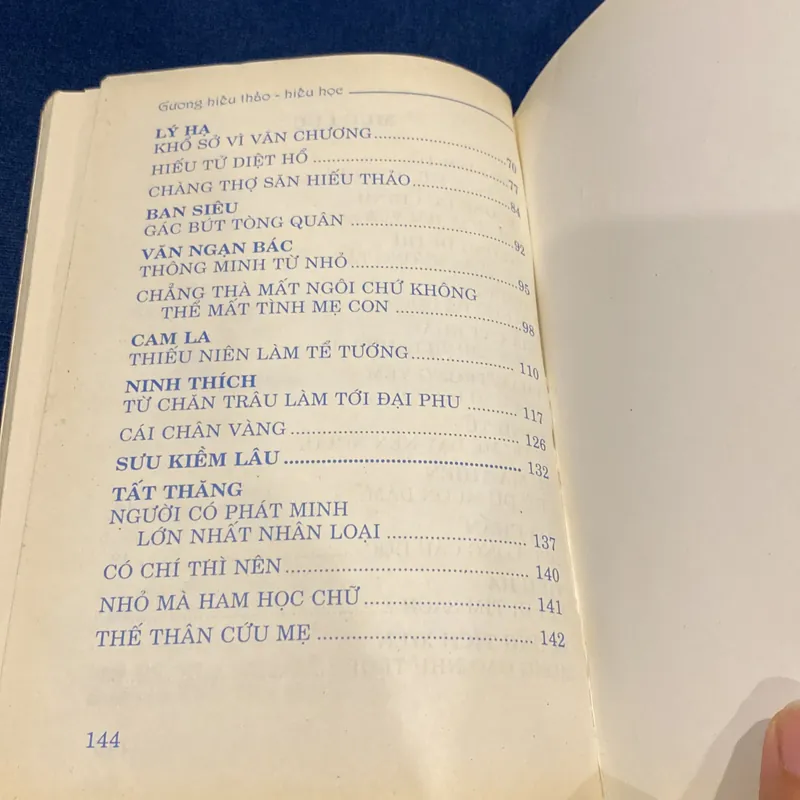 Gương hiếu thảo - hiếu học
LÝ HẠ
KHỔ SỞ VÌ VĂN CHƯƠNG..................70
HIẾU TỬ DIỆT HỔ..................77
CHÀNG THỢ SĂN HIẾU THẢO..................84
BAN SIÊU
GÁC BÚT TÒNG QUÂN..................92
VĂN NGẠN BÁC
THÔNG MINH TỪ NHỎ..................95
CHẲNG THÀ MẤT NGÔI CHỨ KHÔNG
THỂ MẤT TÌNH MẸ CON..................98
CAM LA
THIẾU NIÊN LÀM TỂ TƯỚNG..................110
NINH THÍCH
TỪ CHĂN TRÂU LÀM TỚI ĐẠI PHU..........117
CÁI CHÂN VÀNG..................126
SƯU KIỀM LÂU..................132
TẤT THĂNG
NGƯỜI CÓ PHÁT MINH
LỚN NHẤT NHÂN LOẠI..................137
CÓ CHÍ THÌ NÊN..................140
NHỎ MÀ HAM HỌC CHỮ..................141
THẾ THÂN CỨU MẸ..................142
144